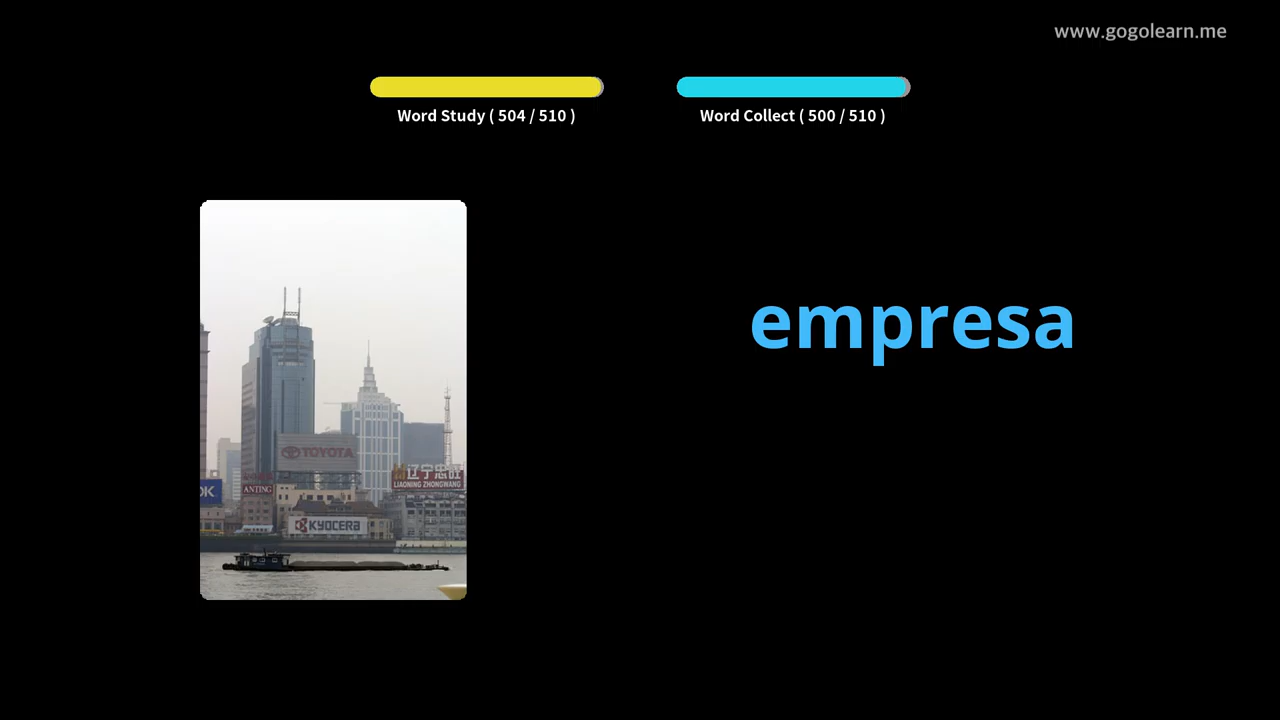 www.gogolearn.me
Word Study ( 504 / 510 )
Word Collect ( 500 / 510 )
empresa
TOYOTA
辽宁忠旺
LIAONING ZHONGWANG
OK
ANTING
KYOCERA